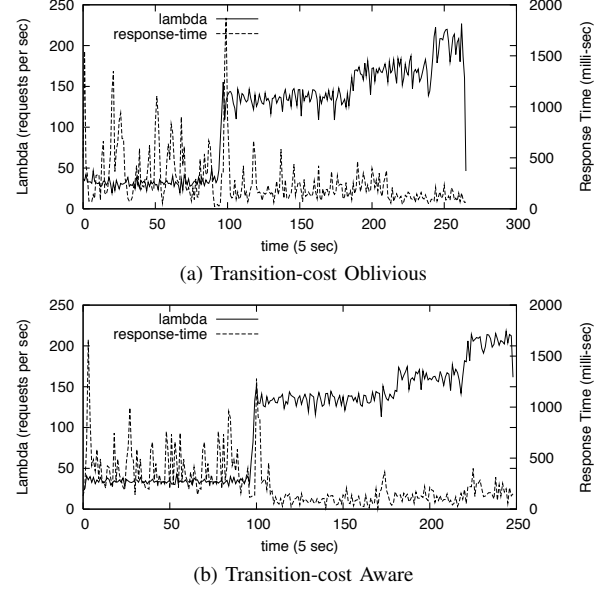 250
200
150
100
50
0
Lambda (requests per sec)
lambda
response-time
2000
1500
1000
500
0
Response Time (milli-sec)
0 50 100 150 200 250 300
time (5 sec)
(a) Transition-cost Oblivious
250
200
150
100
50
0
Lambda (requests per sec)
lambda
response-time
2000
1500
1000
500
0
Response Time (milli-sec)
0 50 100 150 200 250
time (5 sec)
(b) Transition-cost Aware